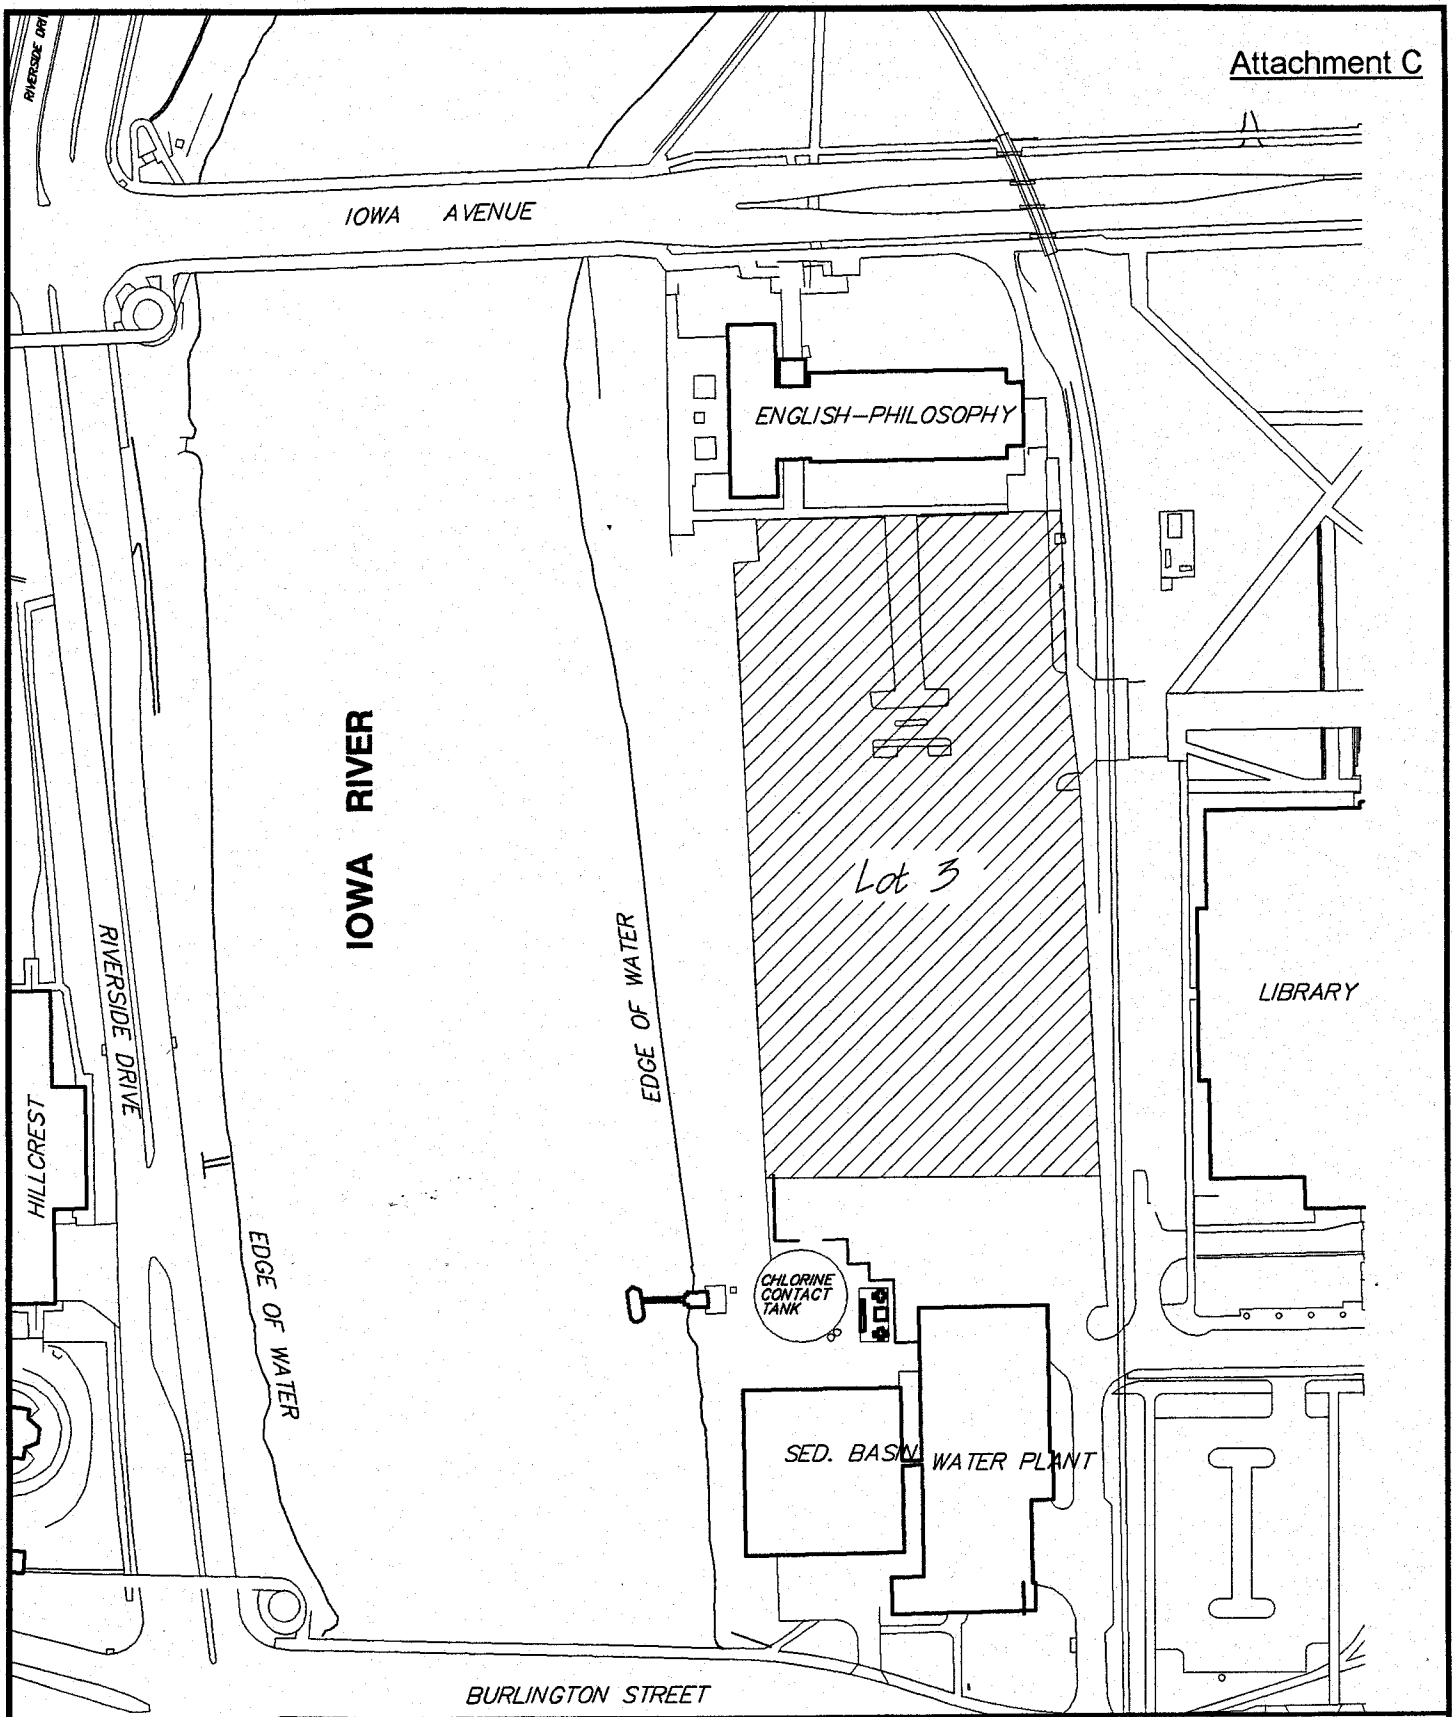 RIVERSIDE DRI
Attachment C
IOWA AVENUE
ENGLISH-PHILOSOPHY
IOWA RIVER
Lot 3
EDGE OF WATER
RIVERSIDE DRIVE
LIBRARY
HILLCREST
EDGE OF WATER
CHLORINE
CONTACT
TANK
SED. BASIN
WATER PLANT
BURLINGTON STREET